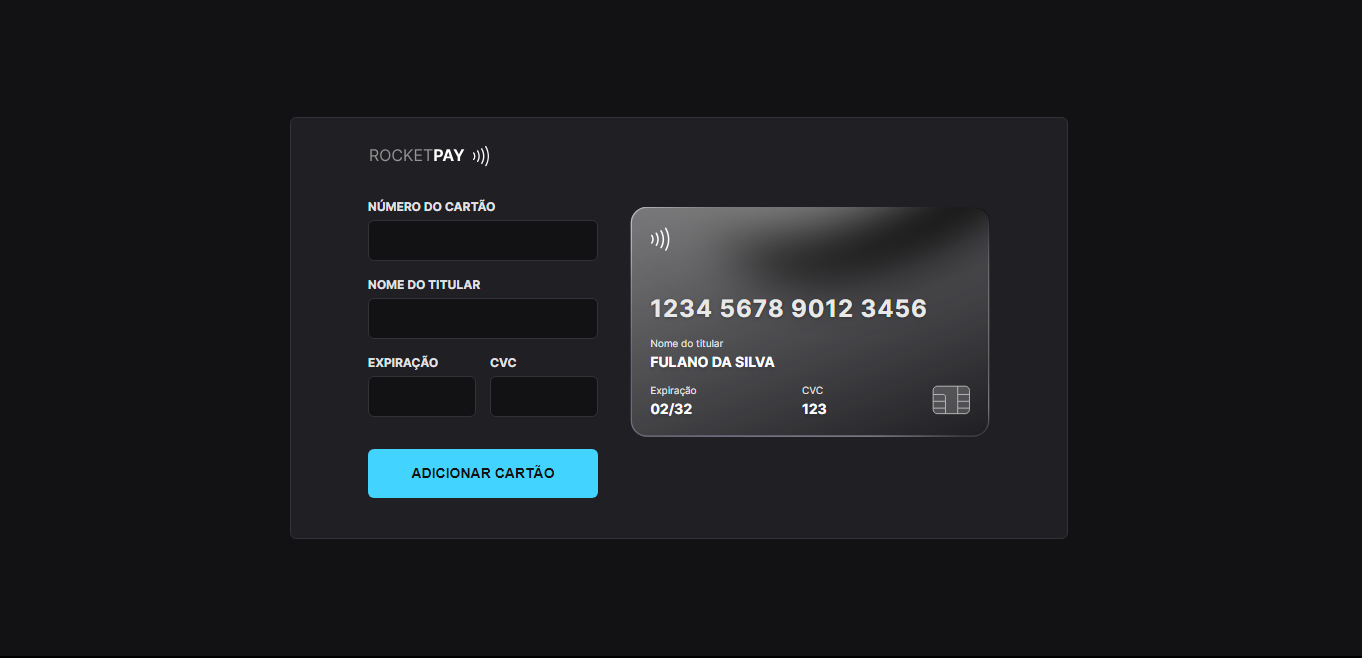 ROCKETPAY
NÚMERO DO CARTÃO
NOME DO TITULAR
EXPIRAÇÃO CVC
ADICIONAR CARTÃO
1234 5678 9012 3456
Nome do titular
FULANO DA SILVA
Expiração CVC
02/32 123